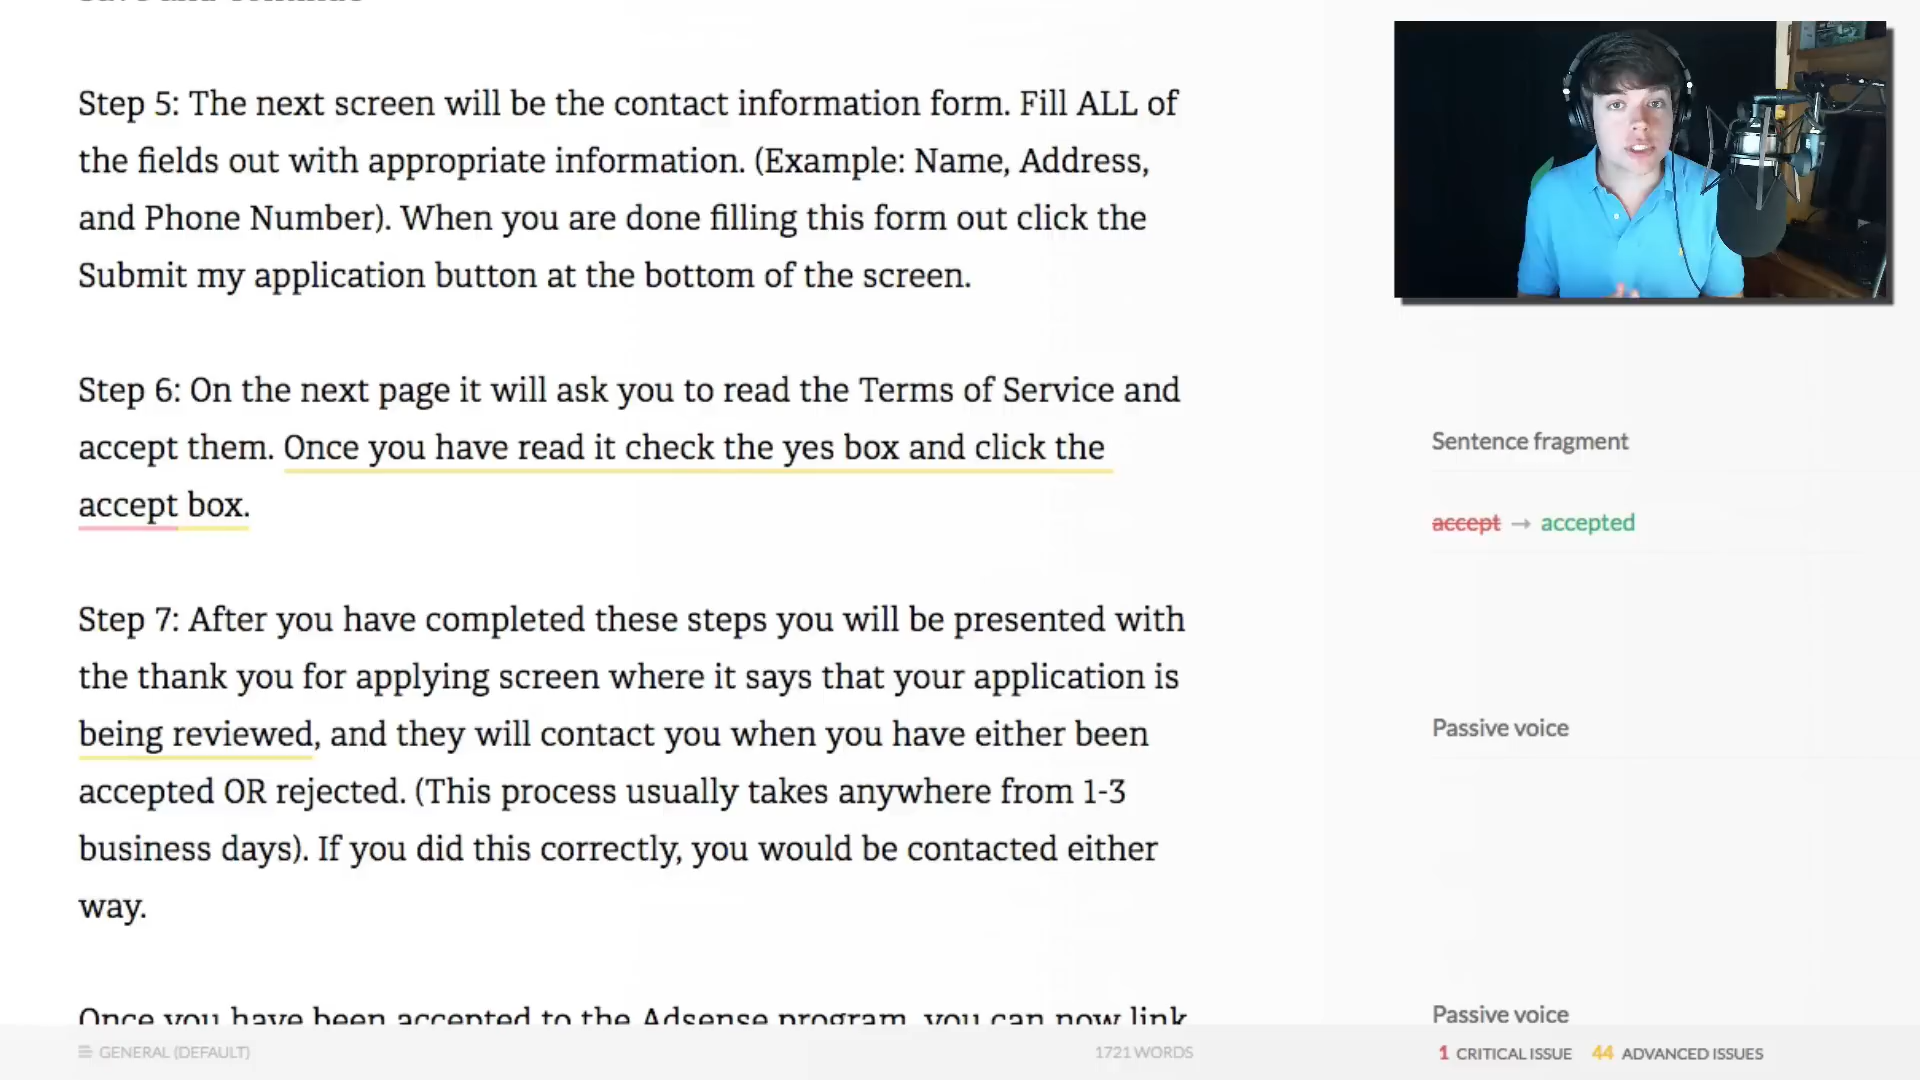 Save and Continue
Step 5: The next screen will be the contact information form. Fill ALL of
the fields out with appropriate information. (Example: Name, Address,
and Phone Number). When you are done filling this form out click the
Submit my application button at the bottom of the screen.
Step 6: On the next page it will ask you to read the Terms of Service and
accept them. Once you have read it check the yes box and click the
accept box.
Sentence fragment
accept → accepted
Step 7: After you have completed these steps you will be presented with
the thank you for applying screen where it says that your application is
being reviewed, and they will contact you when you have either been
accepted OR rejected. (This process usually takes anywhere from 1-3
business days). If you did this correctly, you would be contacted either
way.
Passive voice
Once you have been accepted to the Adsense program, you can now link
Passive voice
GENERAL (DEFAULT)
1721 WORDS
1 CRITICAL ISSUE 44 ADVANCED ISSUES